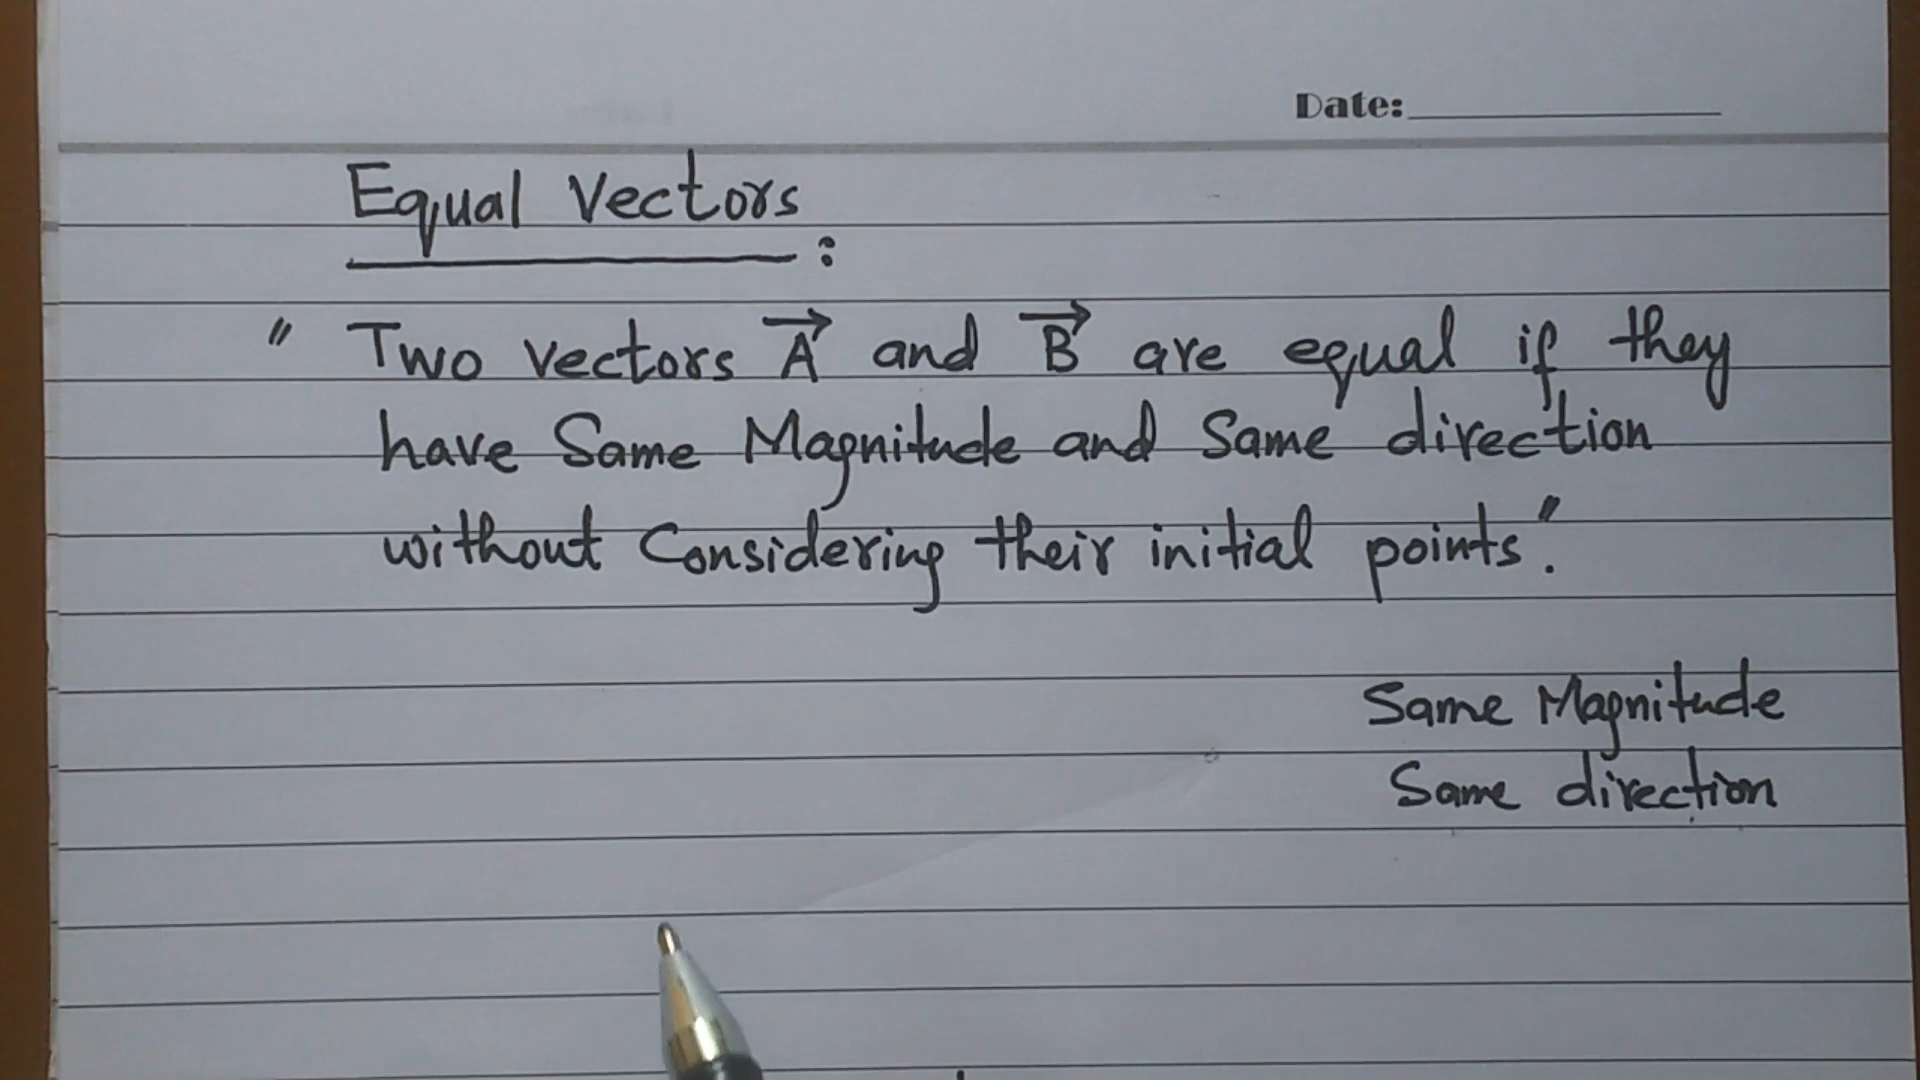 Date:
Equal Vectors:
" Two vectors A and B are equal if they
have Same Magnitude and Same direction
without Considering their initial points."
Same Magnitude
Same direction